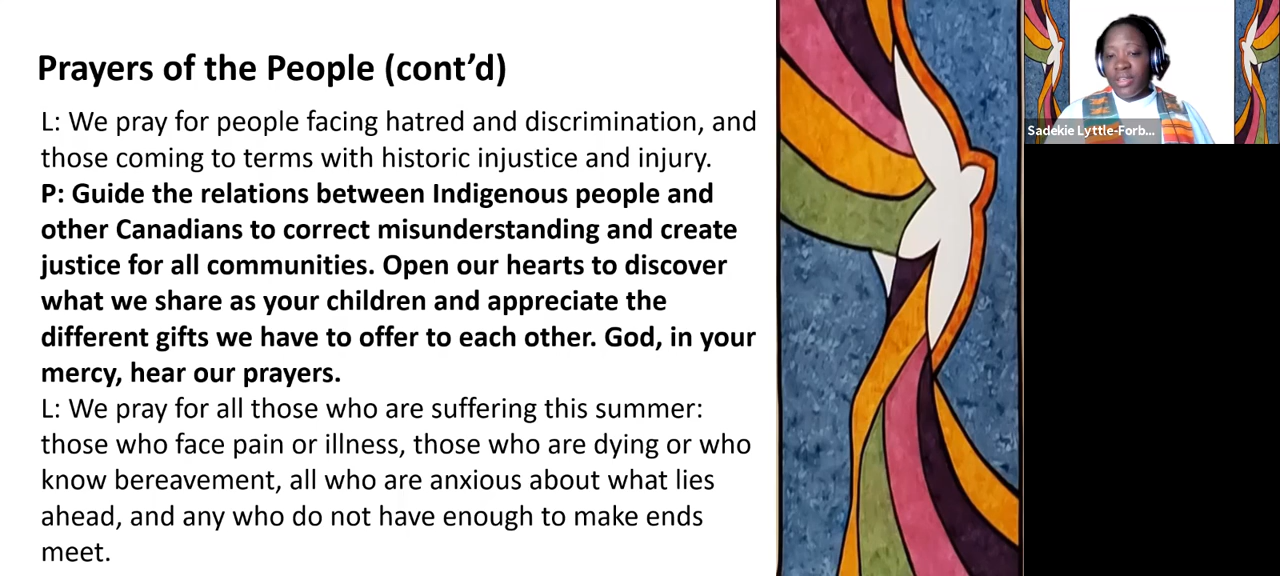 Prayers of the People (cont’d)
L: We pray for people facing hatred and discrimination, and
those coming to terms with historic injustice and injury.
P: Guide the relations between Indigenous people and
other Canadians to correct misunderstanding and create
justice for all communities. Open our hearts to discover
what we share as your children and appreciate the
different gifts we have to offer to each other. God, in your
mercy, hear our prayers.
L: We pray for all those who are suffering this summer:
those who face pain or illness, those who are dying or who
know bereavement, all who are anxious about what lies
ahead, and any who do not have enough to make ends
meet.
Sadekie Lyttle-Forb...